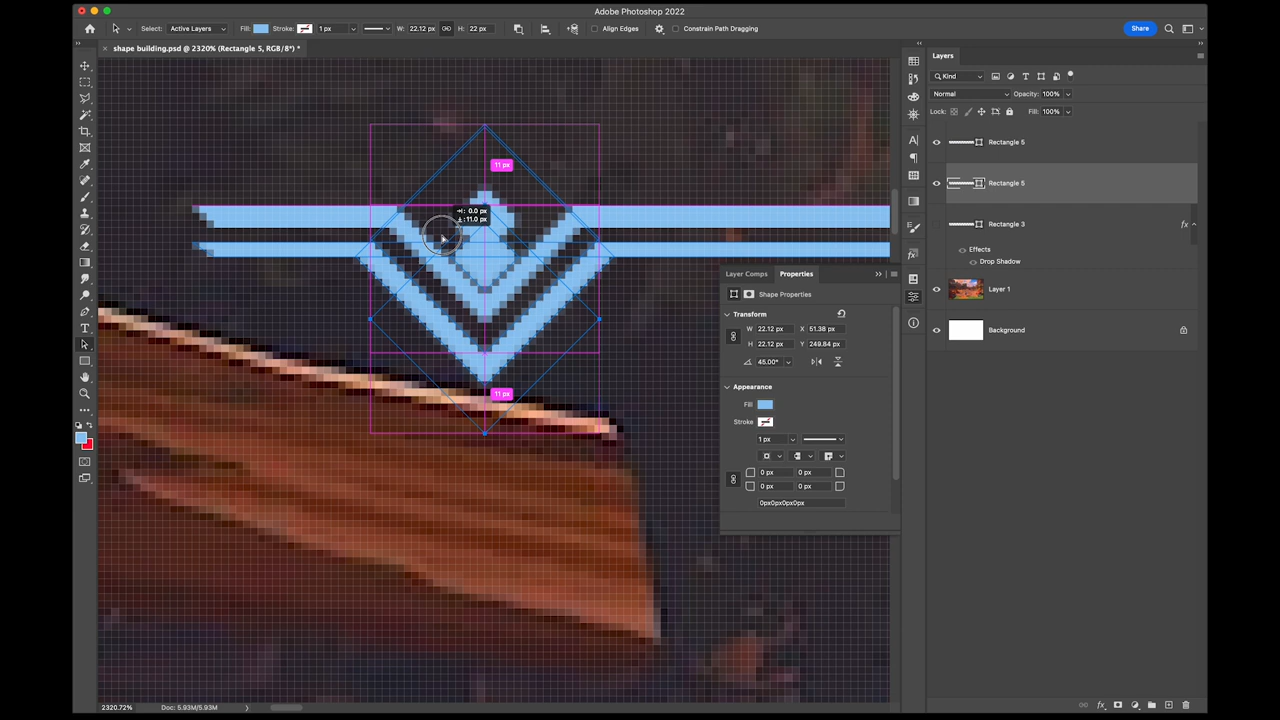 Adobe Photoshop 2022
Select: Active Layers Fill: Stroke: 1 px W: 22.12 px H: 22 px Align Edges Constrain Path Dragging Share
shape building.psd @ 2320% (Rectangle 5, RGB/8*) *
Layers
Kind
Normal Opacity: 100%
Lock: Fill: 100%
Rectangle 5
Rectangle 5
Rectangle 3 fx
Effects
Drop Shadow
Layer 1
Background
11 px
0.0 px
11.0 px
11 px
Layer Comps Properties
Shape Properties
Transform
W 22.12 px X 51.38 px
H 22.12 px Y 249.84 px
45.00°
Appearance
Fill
Stroke
1 px
0 px 0 px
0 px 0 px
0px0px0px0px
2320.72% Doc: 5.93M/5.93M